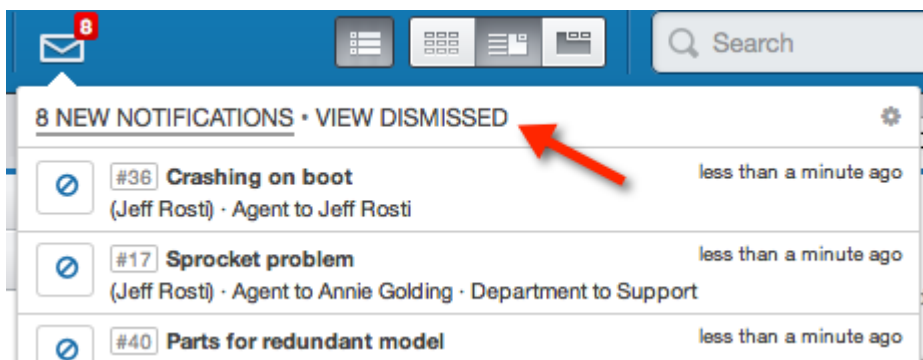 8
Search
8 NEW NOTIFICATIONS • VIEW DISMISSED
#36 Crashing on boot less than a minute ago
(Jeff Rosti) · Agent to Jeff Rosti
#17 Sprocket problem less than a minute ago
(Jeff Rosti) · Agent to Annie Golding · Department to Support
#40 Parts for redundant model less than a minute ago